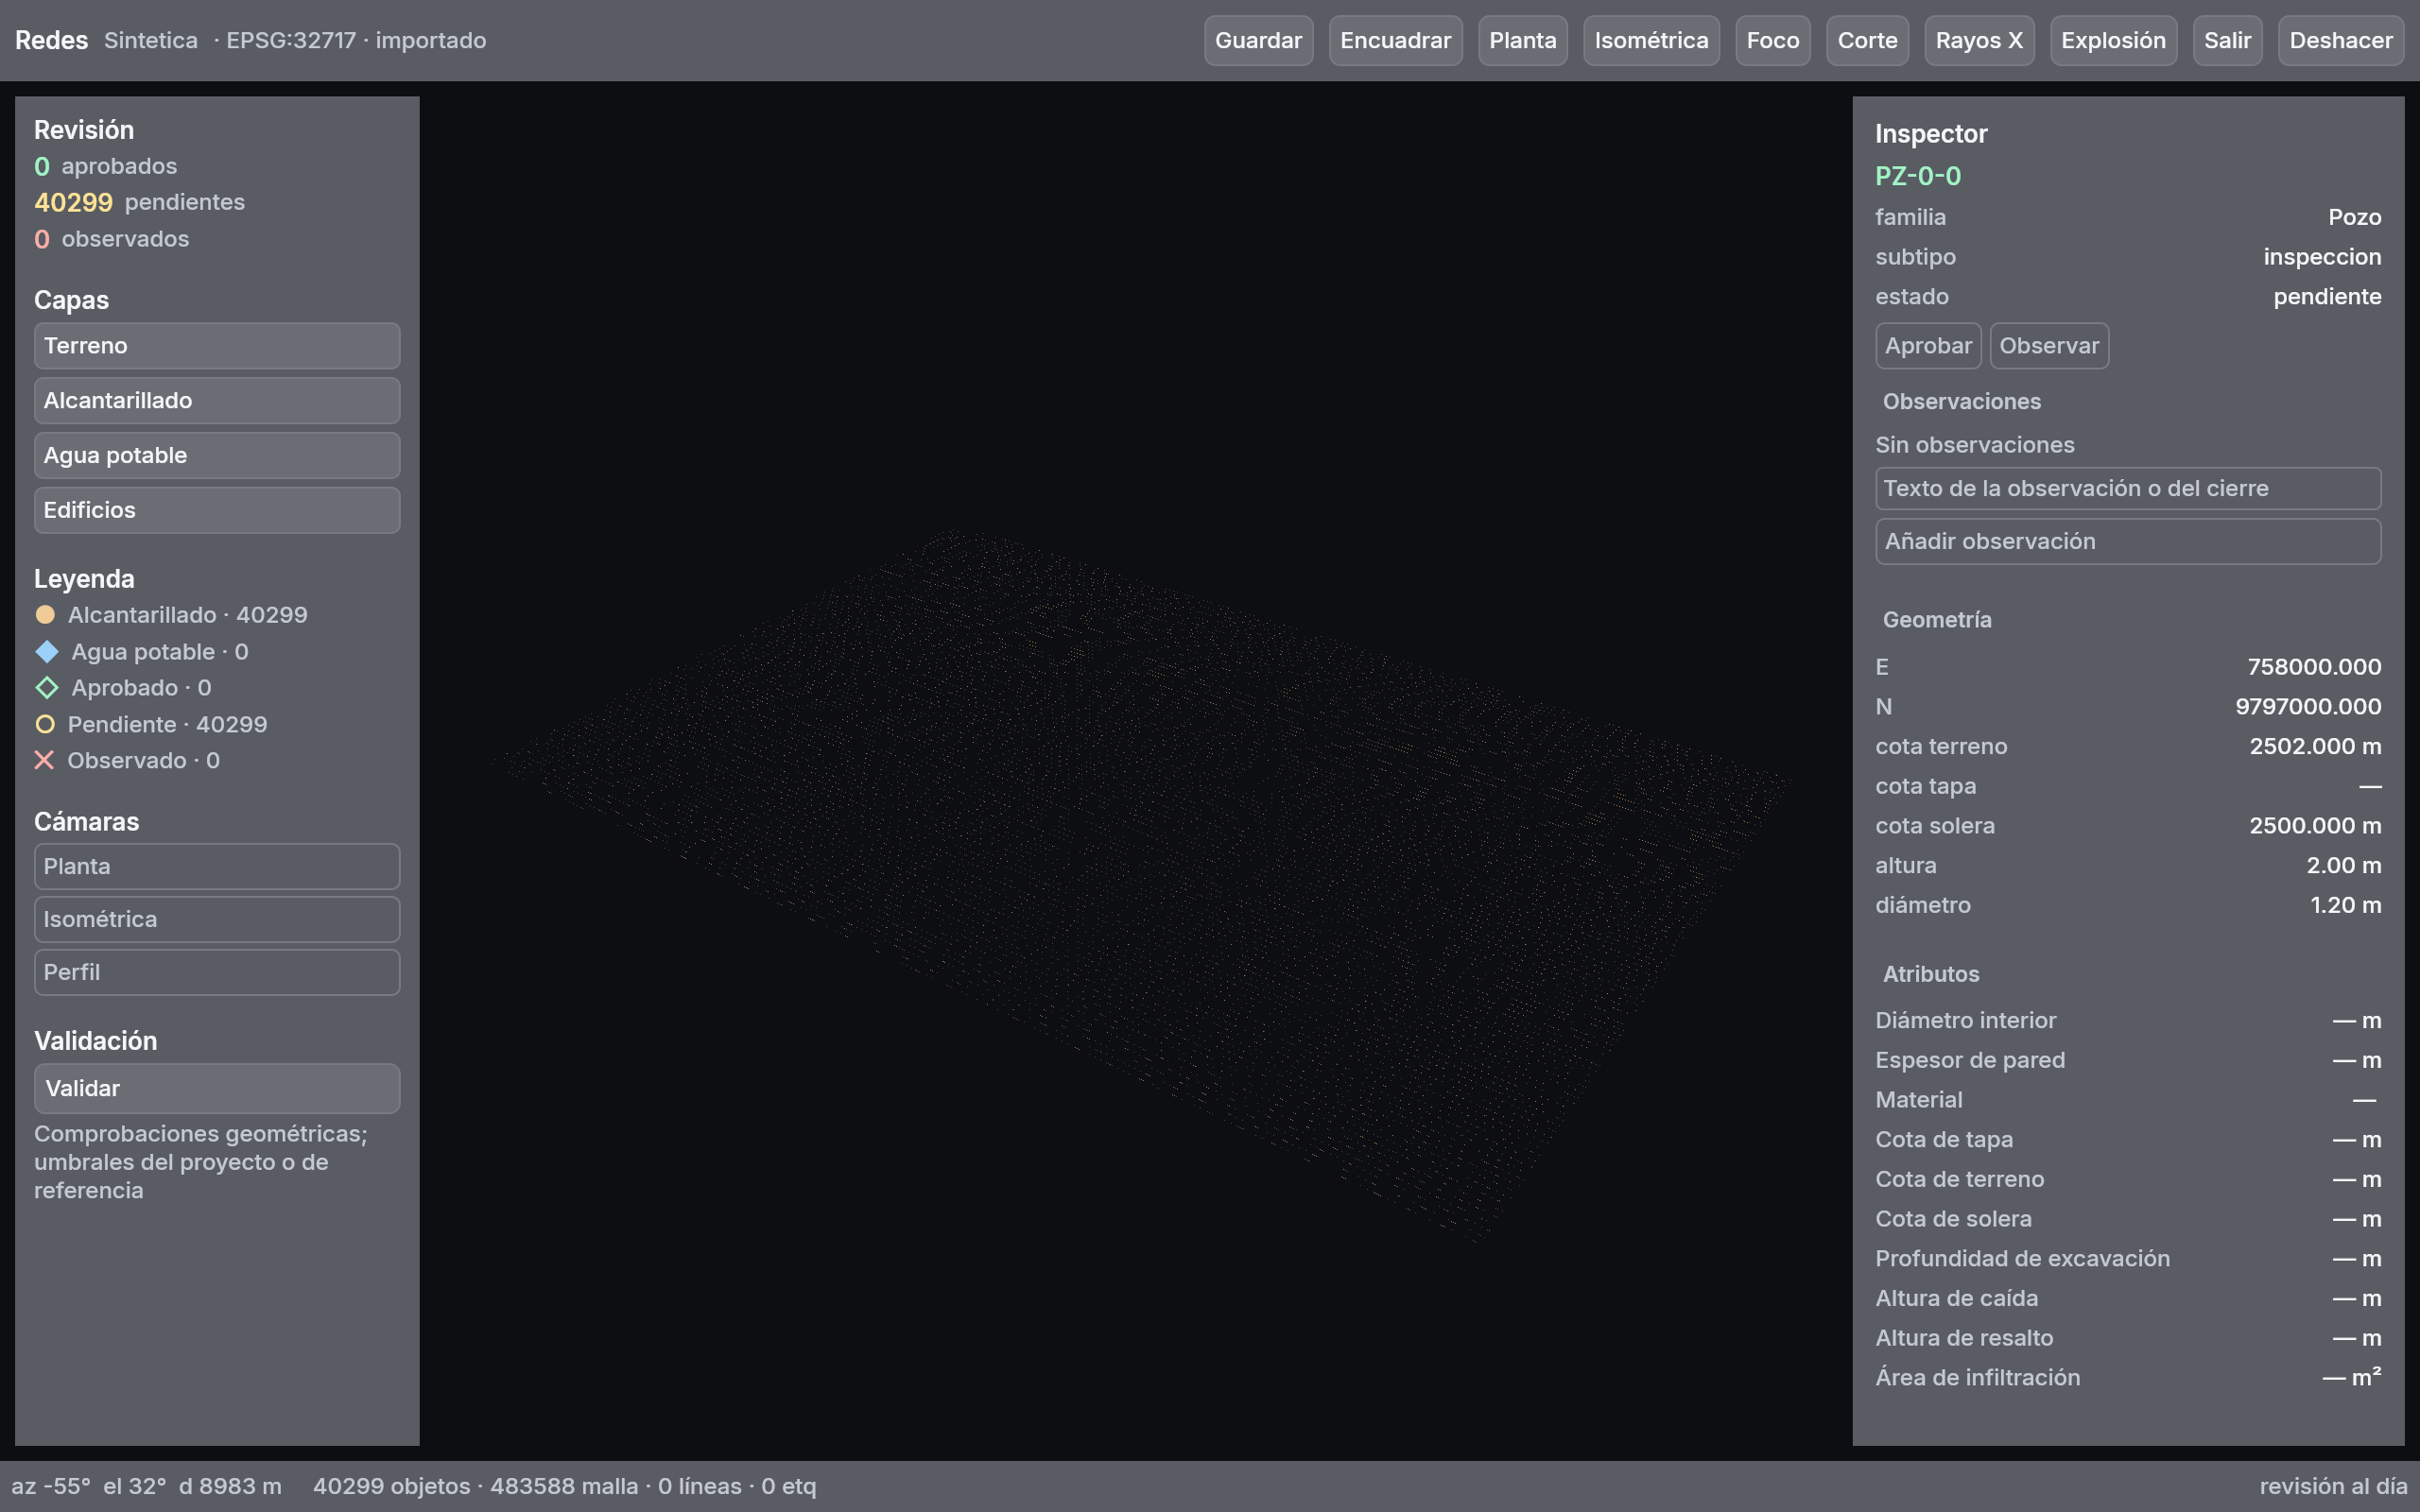 Redes Sintetica · EPSG:32717 · importado
Guardar Encuadrar Planta Isométrica Foco Corte Rayos X Explosión Salir Deshacer
Revisión
0 aprobados
40299 pendientes
0 observados
Capas
Terreno
Alcantarillado
Agua potable
Edificios
Leyenda
Alcantarillado · 40299
Agua potable · 0
Aprobado · 0
Pendiente · 40299
Observado · 0
Cámaras
Planta
Isométrica
Perfil
Validación
Validar
Comprobaciones geométricas;
umbrales del proyecto o de
referencia
Inspector
PZ-0-0
familia Pozo
subtipo inspeccion
estado pendiente
Aprobar Observar
Observaciones
Sin observaciones
Texto de la observación o del cierre
Añadir observación
Geometría
E 758000.000
N 9797000.000
cota terreno 2502.000 m
cota tapa —
cota solera 2500.000 m
altura 2.00 m
diámetro 1.20 m
Atributos
Diámetro interior — m
Espesor de pared — m
Material —
Cota de tapa — m
Cota de terreno — m
Cota de solera — m
Profundidad de excavación — m
Altura de caída — m
Altura de resalto — m
Área de infiltración — m²
az -55° el 32° d 8983 m 40299 objetos · 483588 malla · 0 líneas · 0 etq
revisión al día